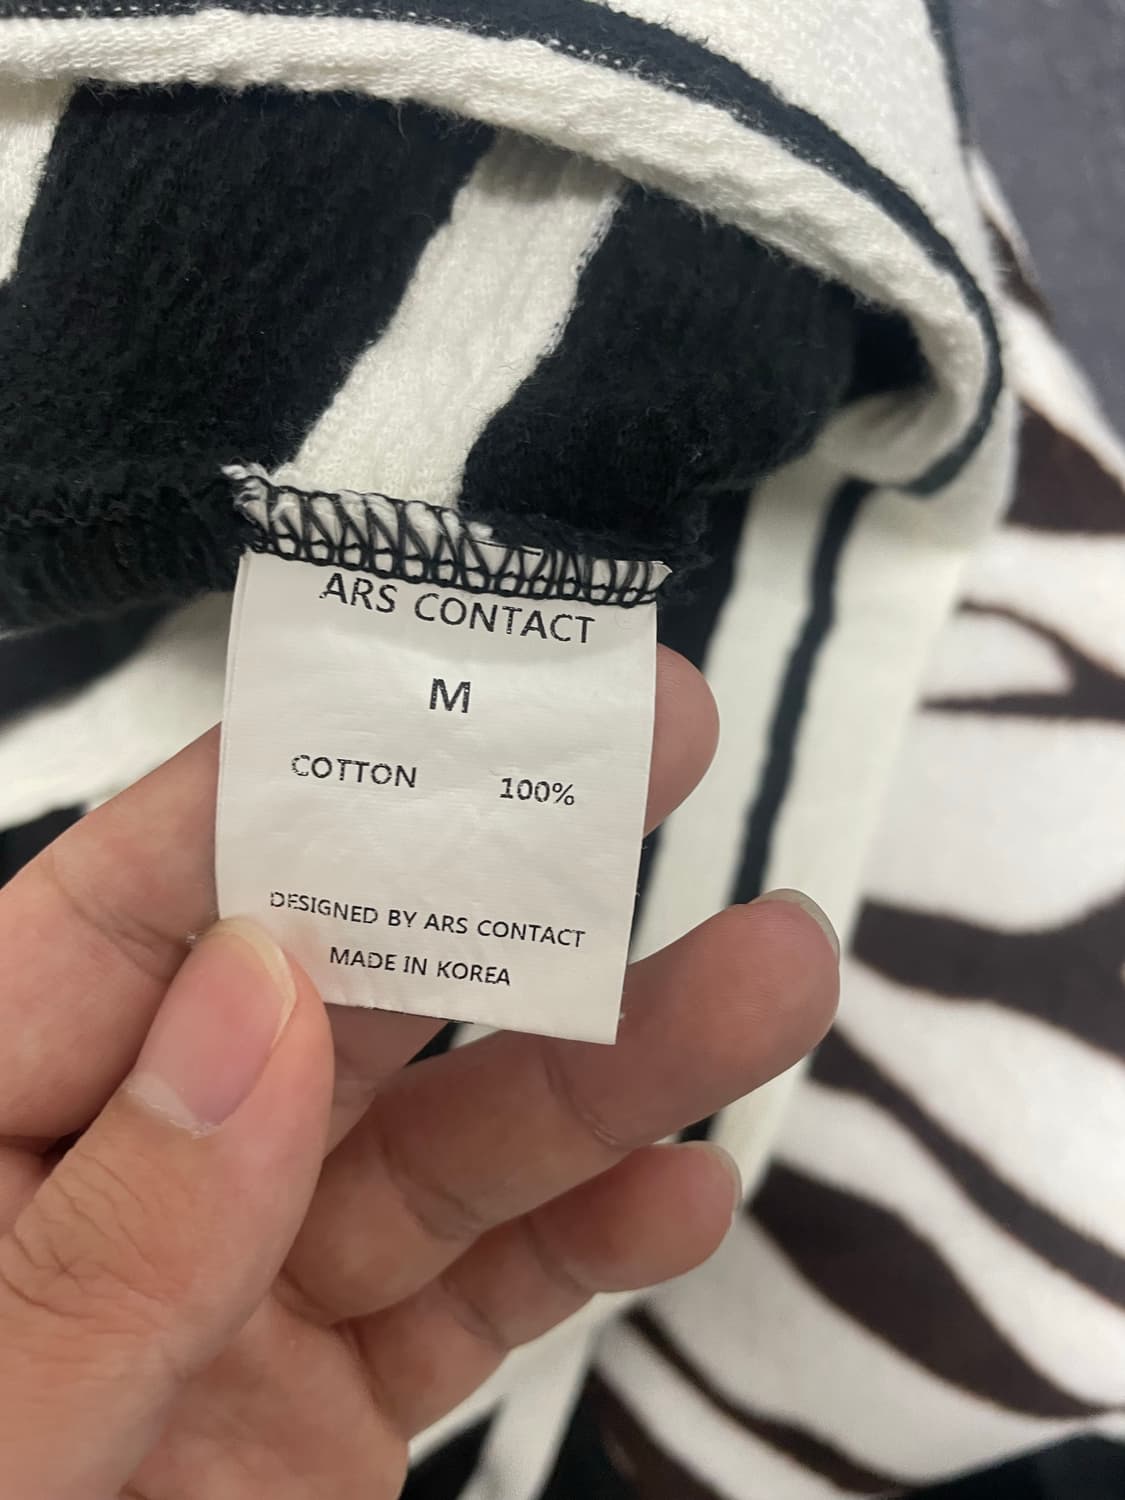 ARS CONTACT
M
COTTON 100%
DESIGNED BY ARS CONTACT
MADE IN KOREA